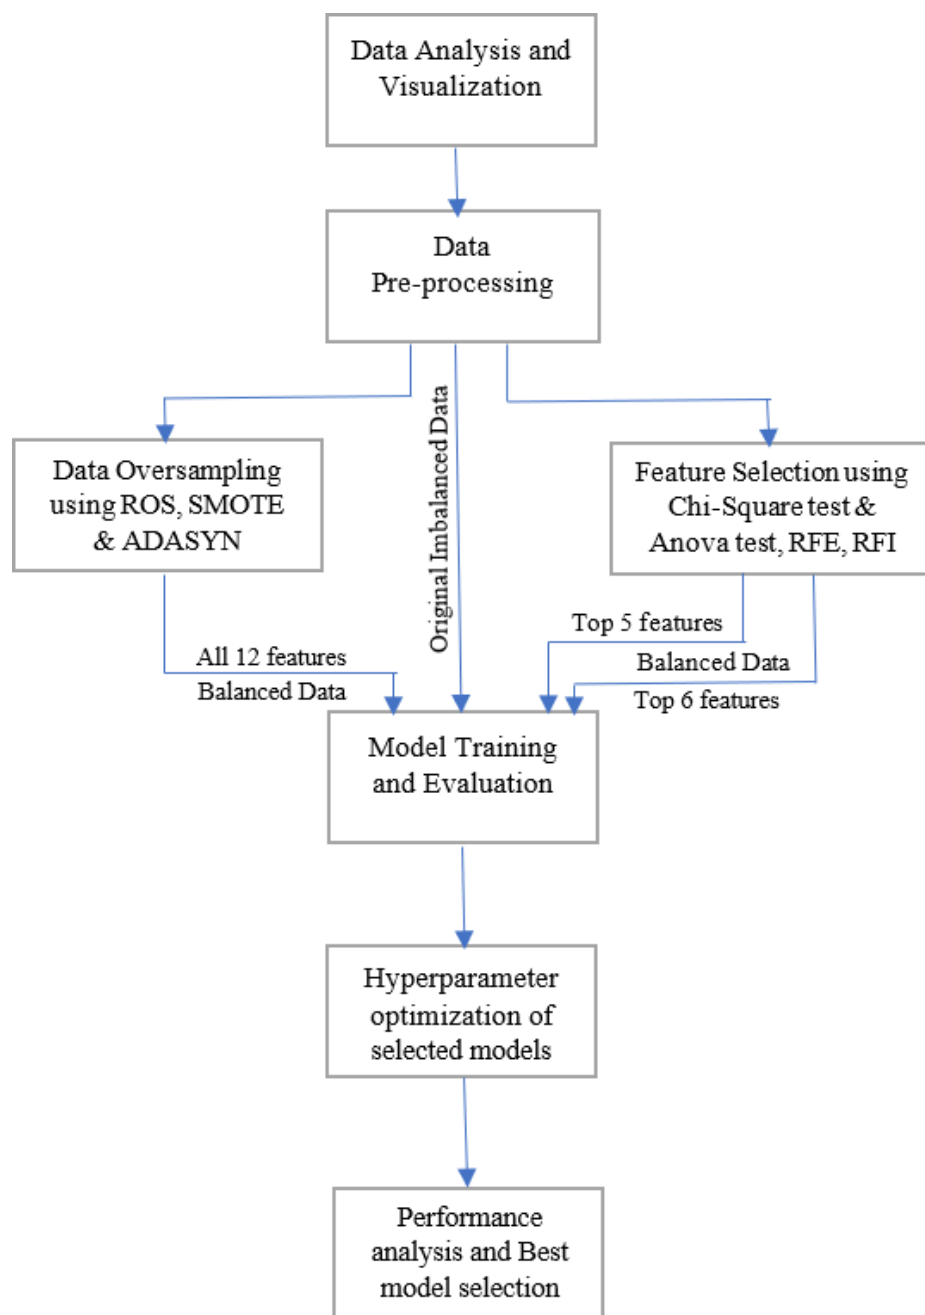 Data Analysis and
Visualization
Data
Pre-processing
Original Imbalanced Data
Data Oversampling
using ROS, SMOTE
& ADASYN
Feature Selection using
Chi-Square test &
Anova test, RFE, RFI
All 12 features
Balanced Data
Top 5 features
Balanced Data
Top 6 features
Model Training
and Evaluation
Hyperparameter
optimization of
selected models
Performance
analysis and Best
model selection